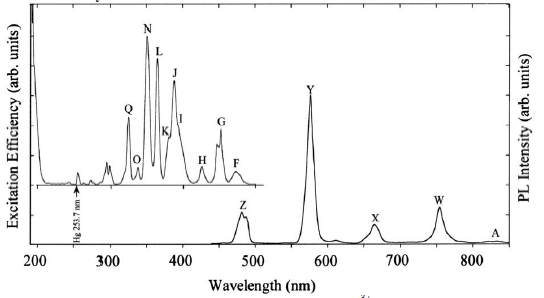 Excitation Efficiency (arb. units)
PL Intensity (arb. units)
N
L
J
Q
K
I
O
G
H
F
Hg 253.7 nm
Y
Z
X
W
A
200 300 400 500 600 700 800
Wavelength (nm)